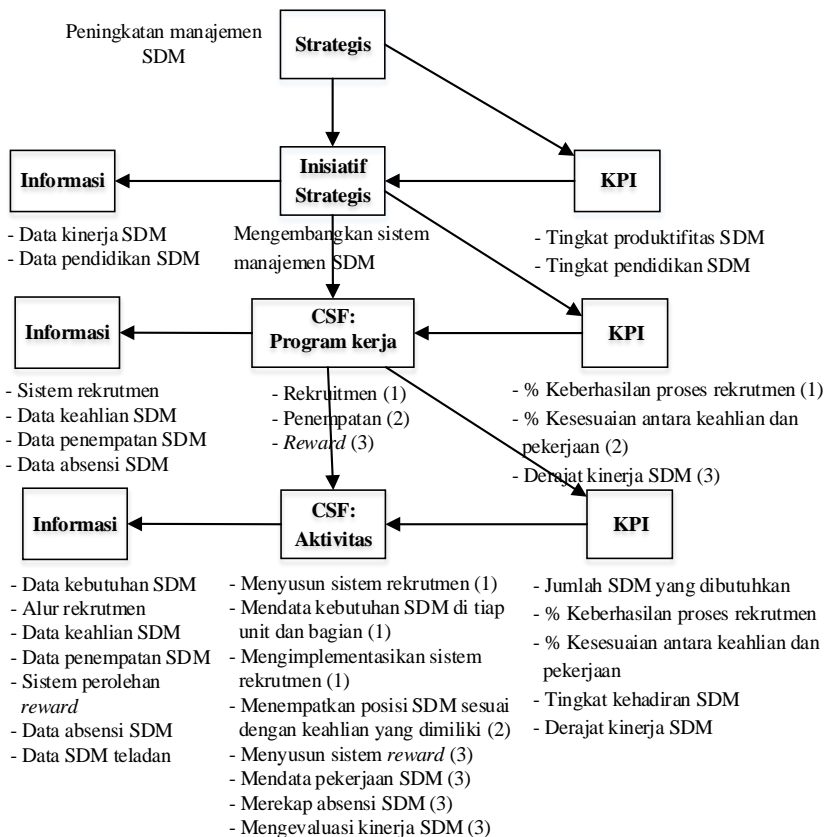 Peningkatan manajemen
SDM
Strategis
Informasi
Inisiatif
Strategis
KPI
- Data kinerja SDM
- Data pendidikan SDM
Mengembangkan sistem
manajemen SDM
- Tingkat produktifitas SDM
- Tingkat pendidikan SDM
Informasi
CSF:
Program kerja
KPI
- Sistem rekrutmen
- Data keahlian SDM
- Data penempatan SDM
- Data absensi SDM
- Rekruitmen (1)
- Penempatan (2)
- Reward (3)
- % Keberhasilan proses rekrutmen (1)
- % Kesesuaian antara keahlian dan
pekerjaan (2)
- Derajat kinerja SDM (3)
Informasi
CSF:
Aktivitas
KPI
- Data kebutuhan SDM
- Alur rekrutmen
- Data keahlian SDM
- Data penempatan SDM
- Sistem perolehan
reward
- Data absensi SDM
- Data SDM teladan
- Menyusun sistem rekrutmen (1)
- Mendata kebutuhan SDM di tiap
unit dan bagian (1)
- Mengimplementasikan sistem
rekrutmen (1)
- Menempatkan posisi SDM sesuai
dengan keahlian yang dimiliki (2)
- Menyusun sistem reward (3)
- Mendata pekerjaan SDM (3)
- Merekap absensi SDM (3)
- Mengevaluasi kinerja SDM (3)
- Jumlah SDM yang dibutuhkan
- % Keberhasilan proses rekrutmen
- % Kesesuaian antara keahlian dan
pekerjaan
- Tingkat kehadiran SDM
- Derajat kinerja SDM